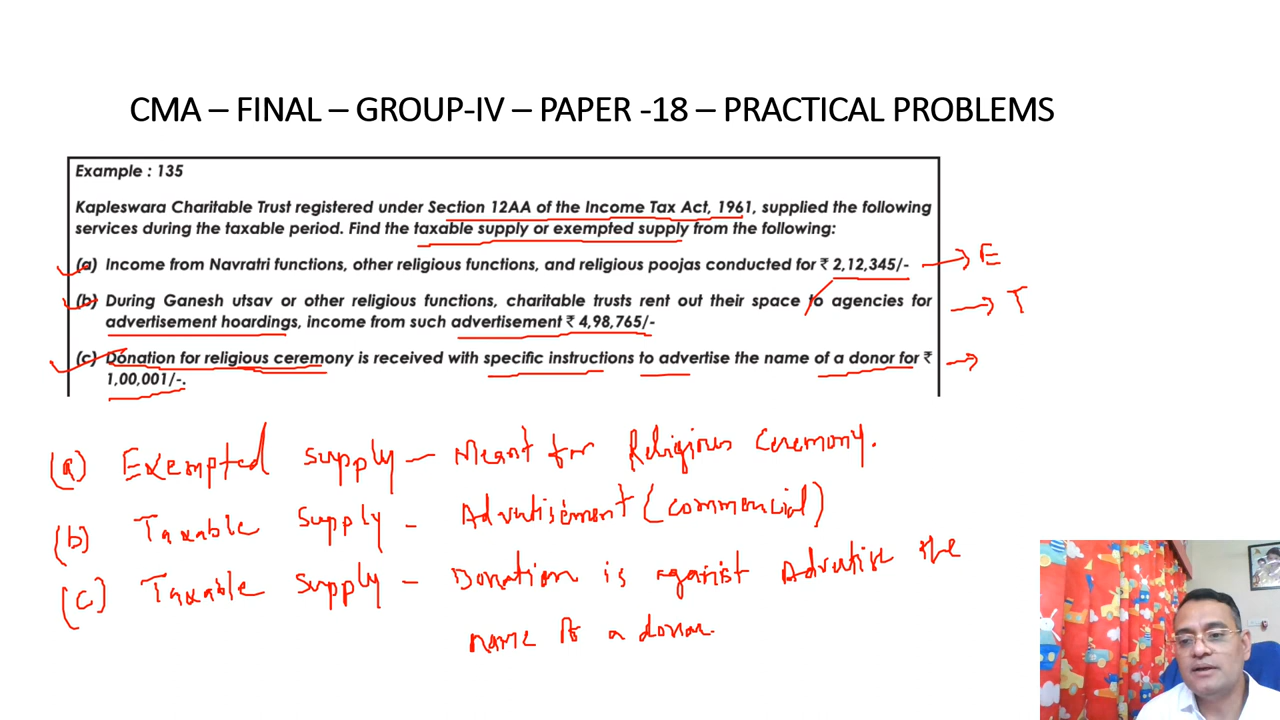 CMA – FINAL – GROUP-IV – PAPER -18 – PRACTICAL PROBLEMS
Example : 135
Kapleswara Charitable Trust registered under Section 12AA of the Income Tax Act, 1961, supplied the following
services during the taxable period. Find the taxable supply or exempted supply from the following:
(a) Income from Navratri functions, other religious functions, and religious poojas conducted for ₹ 2,12,345/- → E
(b) During Ganesh utsav or other religious functions, charitable trusts rent out their space to agencies for → T
advertisement hoardings, income from such advertisement ₹ 4,98,765/-
(c) Donation for religious ceremony is received with specific instructions to advertise the name of a donor for ₹ →
1,00,001/-.
(a) Exempted supply – Meant for Religious Ceremony.
(b) Taxable Supply - Advertisement (commercial)
(c) Taxable Supply – Donation is against Advertise the
name of a donor.